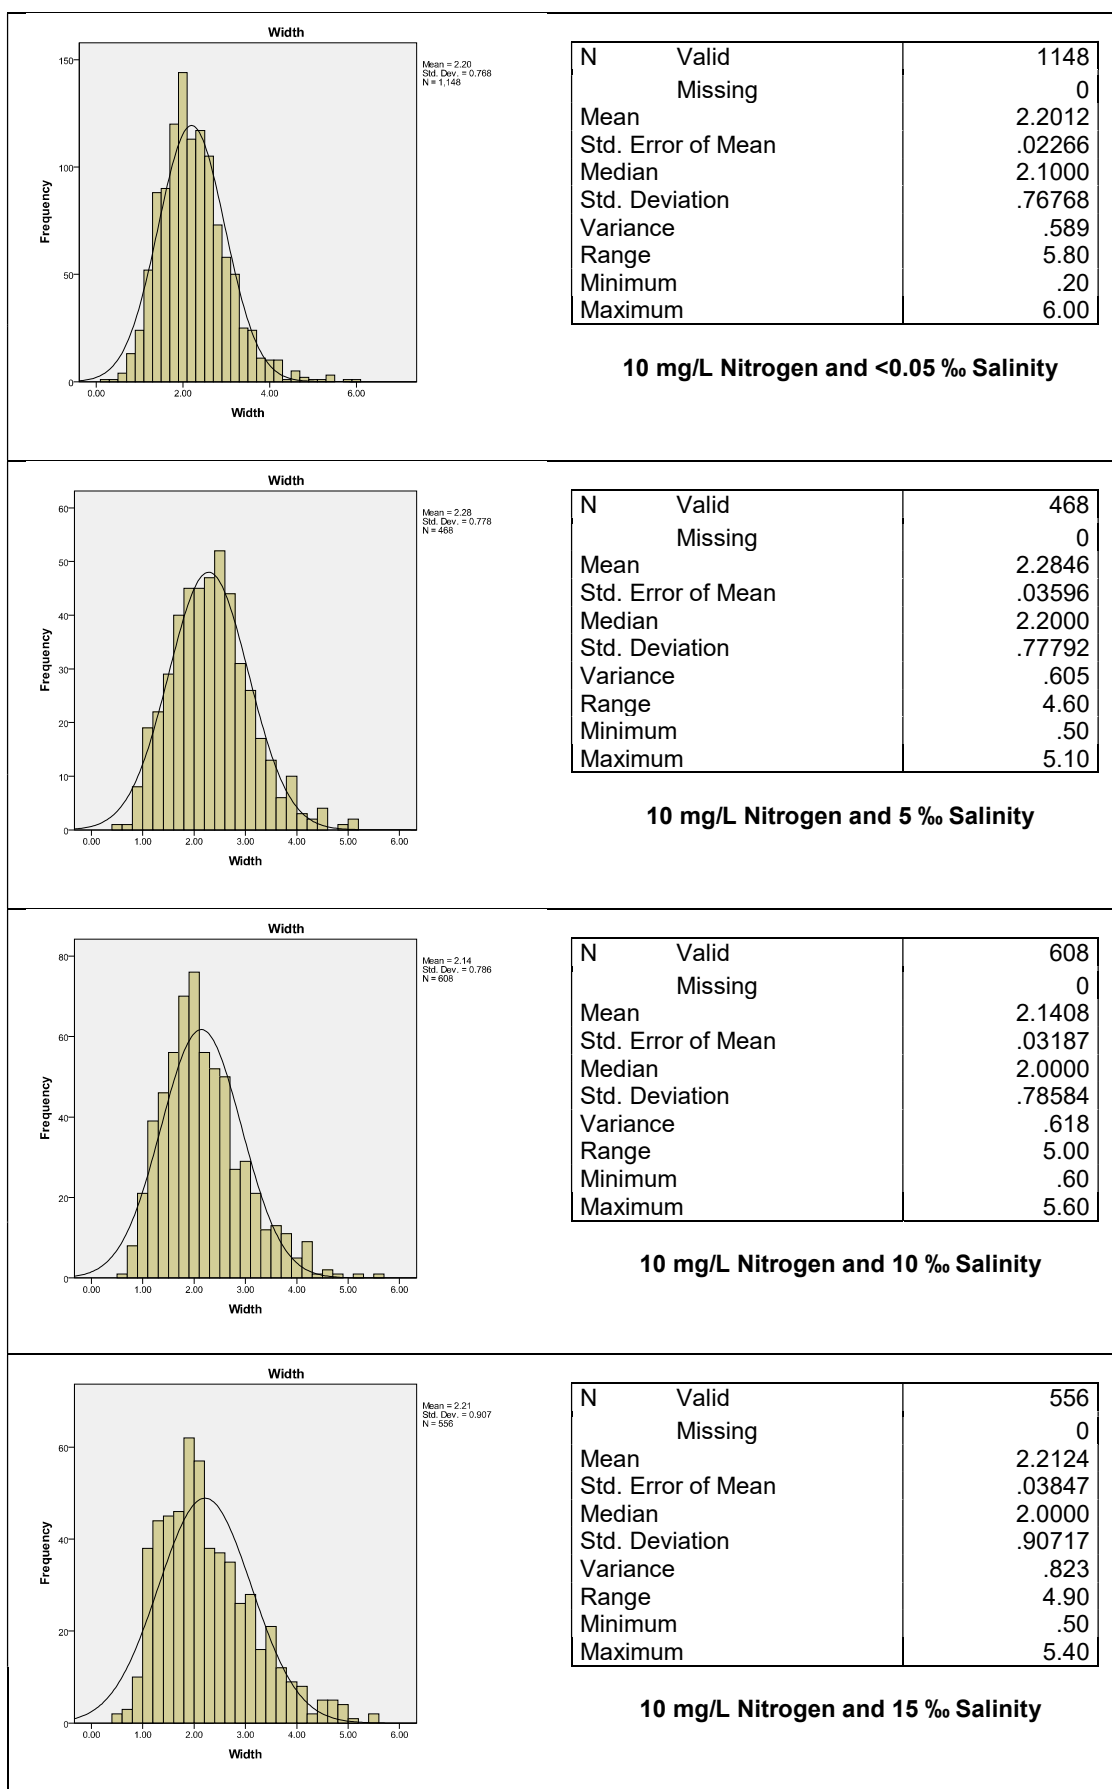 Width
Mean = 2.20
Std. Dev. = 0.768
N = 1,148
150
100
50
0
Frequency
0.00 2.00 4.00 6.00
Width
N Valid 1148
Missing 0
Mean 2.2012
Std. Error of Mean .02266
Median 2.1000
Std. Deviation .76768
Variance .589
Range 5.80
Minimum .20
Maximum 6.00
10 mg/L Nitrogen and <0.05 ‰ Salinity
Width
Mean = 2.28
Std. Dev. = 0.778
N = 468
60
50
40
30
20
10
0
Frequency
0.00 1.00 2.00 3.00 4.00 5.00 6.00
Width
N Valid 468
Missing 0
Mean 2.2846
Std. Error of Mean .03596
Median 2.2000
Std. Deviation .77792
Variance .605
Range 4.60
Minimum .50
Maximum 5.10
10 mg/L Nitrogen and 5 ‰ Salinity
Width
Mean = 2.14
Std. Dev. = 0.786
N = 608
80
60
40
20
0
Frequency
0.00 1.00 2.00 3.00 4.00 5.00 6.00
Width
N Valid 608
Missing 0
Mean 2.1408
Std. Error of Mean .03187
Median 2.0000
Std. Deviation .78584
Variance .618
Range 5.00
Minimum .60
Maximum 5.60
10 mg/L Nitrogen and 10 ‰ Salinity
Width
Mean = 2.21
Std. Dev. = 0.907
N = 556
60
40
20
0
Frequency
0.00 1.00 2.00 3.00 4.00 5.00 6.00
Width
N Valid 556
Missing 0
Mean 2.2124
Std. Error of Mean .03847
Median 2.0000
Std. Deviation .90717
Variance .823
Range 4.90
Minimum .50
Maximum 5.40
10 mg/L Nitrogen and 15 ‰ Salinity